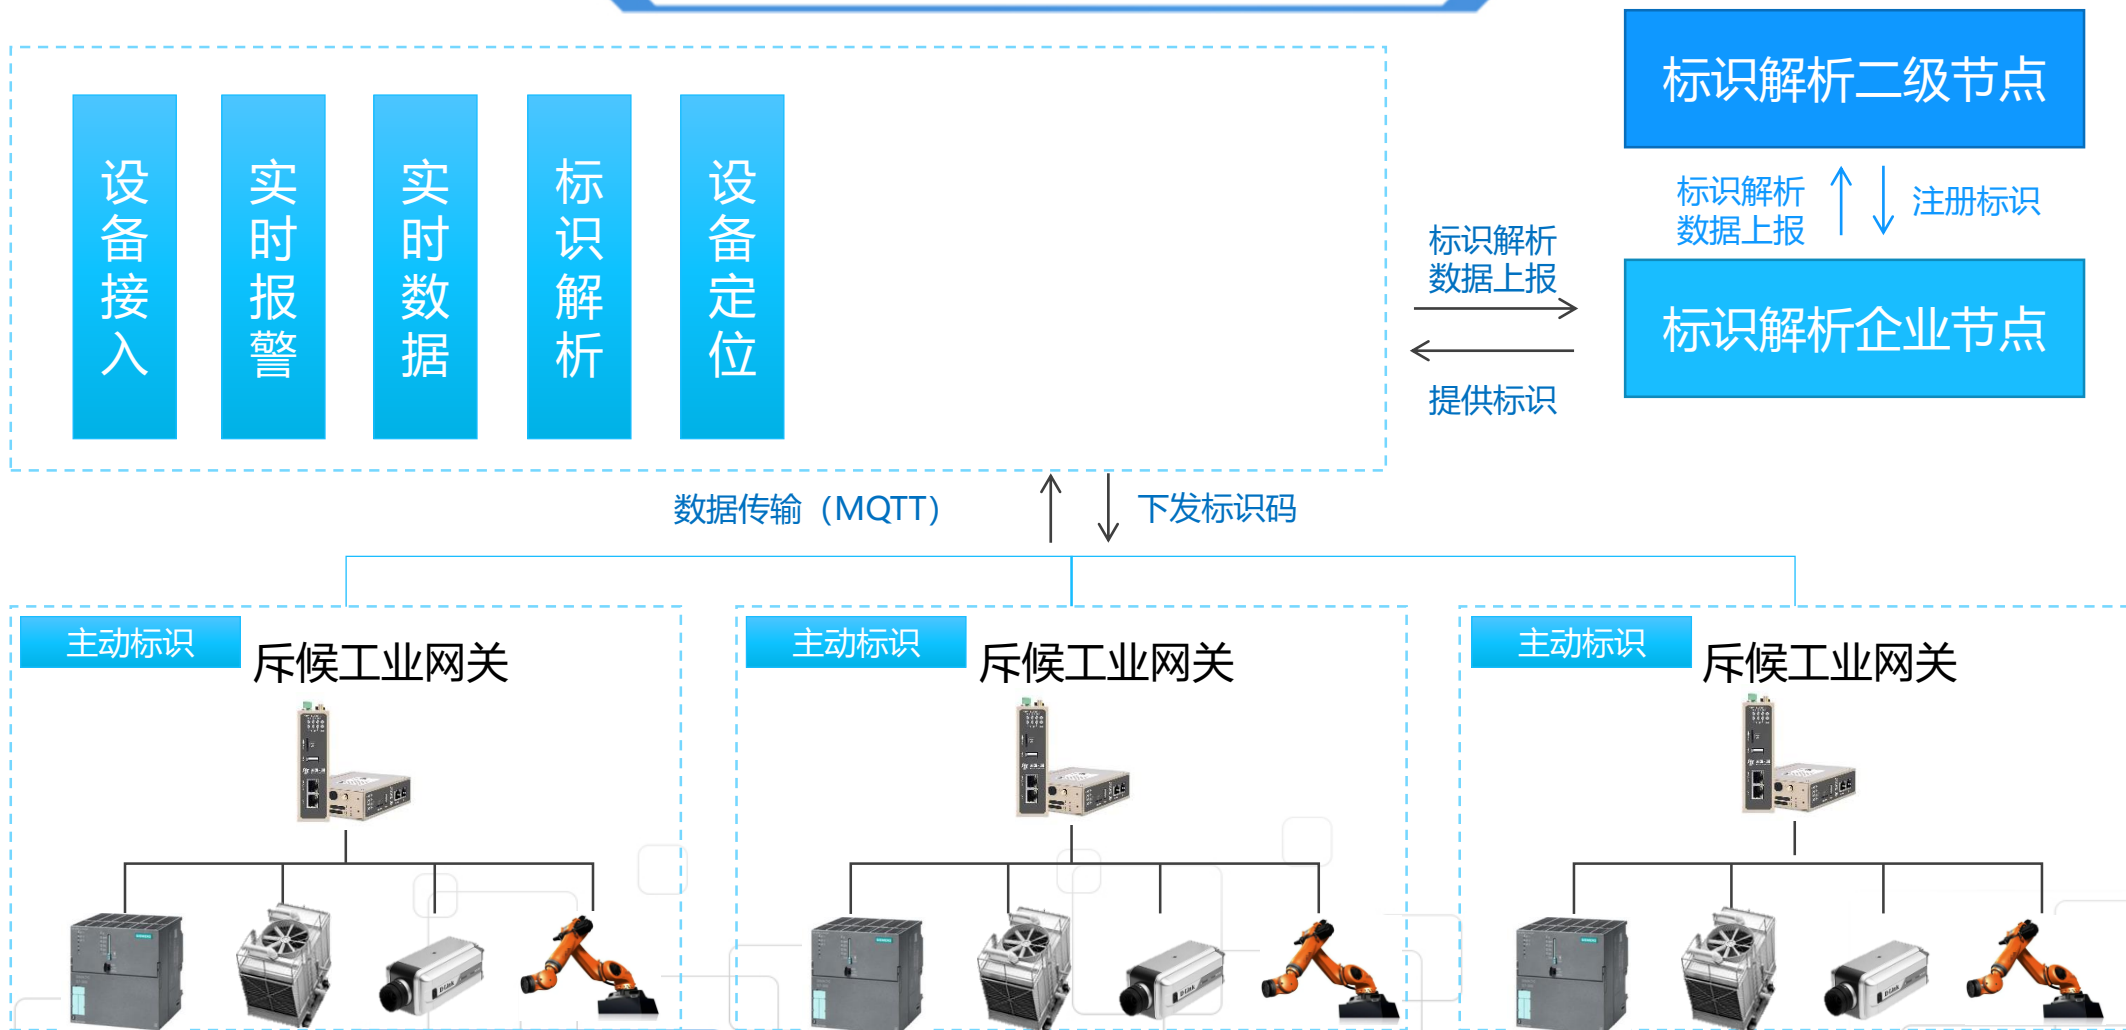 标识解析二级节点
标识解析
数据上报
注册标识
标识解析企业节点
设备接入
实时报警
实时数据
标识解析
设备定位
标识解析
数据上报
提供标识
数据传输（MQTT）
下发标识码
主动标识
斥候工业网关
主动标识
斥候工业网关
主动标识
斥候工业网关
D-Link
D-Link
D-Link